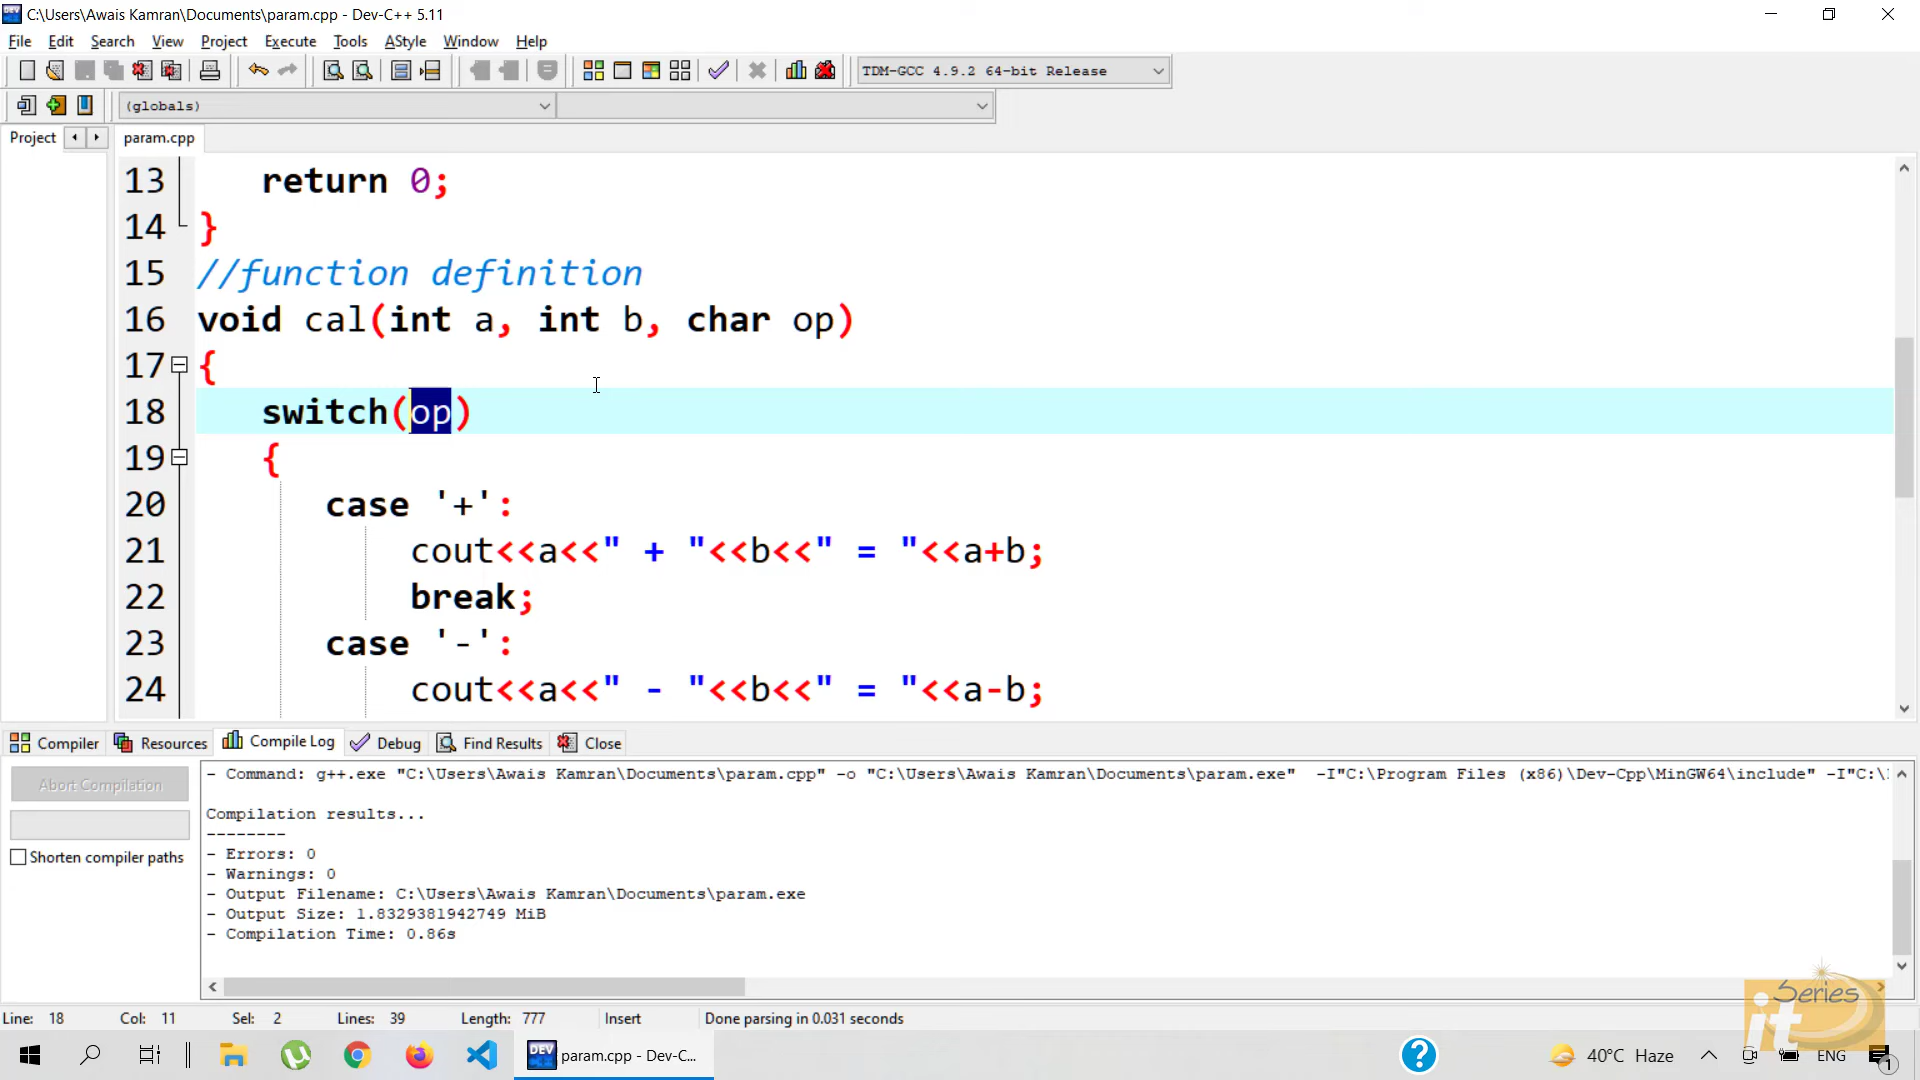 C:\Users\Awais Kamran\Documents\param.cpp - Dev-C++ 5.11
File Edit Search View Project Execute Tools AStyle Window Help
TDM-GCC 4.9.2 64-bit Release
(globals)
Project param.cpp
13 return 0;
14 }
15 //function definition
16 void cal(int a, int b, char op)
17 {
18 switch(op)
19 {
20 case '+':
21 cout<<a<<" + "<<b<<" = "<<a+b;
22 break;
23 case '-':
24 cout<<a<<" - "<<b<<" = "<<a-b;
Compiler Resources Compile Log Debug Find Results Close
Abort Compilation
Shorten compiler paths
- Command: g++.exe "C:\Users\Awais Kamran\Documents\param.cpp" -o "C:\Users\Awais Kamran\Documents\param.exe" -I"C:\Program Files (x86)\Dev-Cpp\MinGW64\include" -I"C:\
Compilation results...
--------
- Errors: 0
- Warnings: 0
- Output Filename: C:\Users\Awais Kamran\Documents\param.exe
- Output Size: 1.8329381942749 MiB
- Compilation Time: 0.86s
Line: 18 Col: 11 Sel: 2 Lines: 39 Length: 777 Insert Done parsing in 0.031 seconds
DEV param.cpp - Dev-C...
40°C Haze ENG 1
it Series